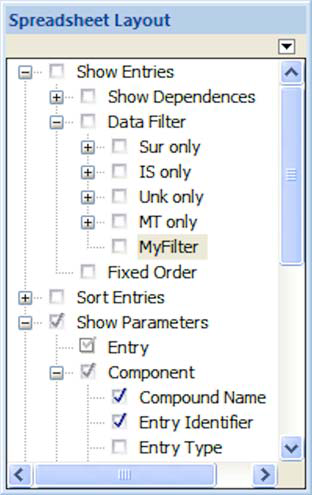 Spreadsheet Layout
Show Entries
Show Dependences
Data Filter
Sur only
IS only
Unk only
MT only
MyFilter
Fixed Order
Sort Entries
Show Parameters
Entry
Component
Compound Name
Entry Identifier
Entry Type